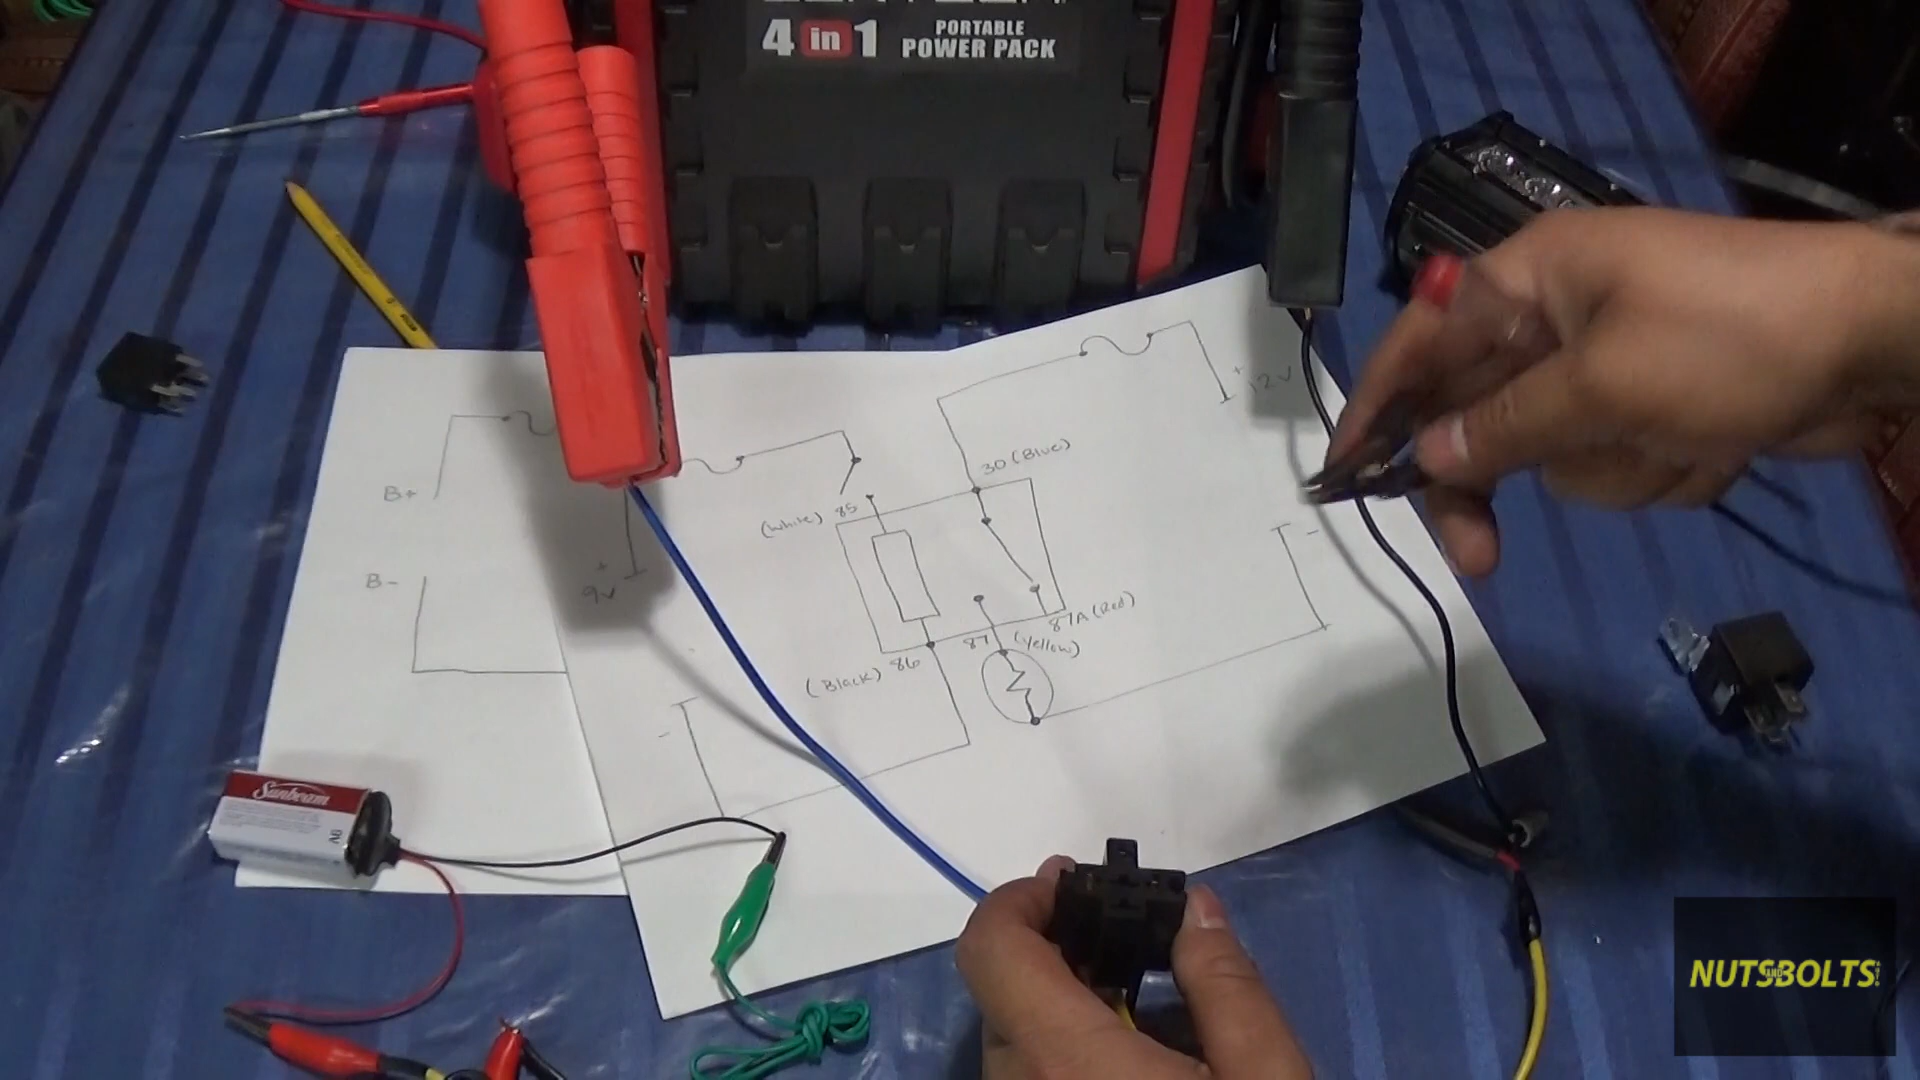 4 in 1 PORTABLE
POWER PACK
+
12V
30 (Blue)
B+
(White) 85
-
B-
+
9V
87A (Red)
87 (Yellow)
(Black) 86
-
Sunbeam
9V
NUTSANDBOLTS